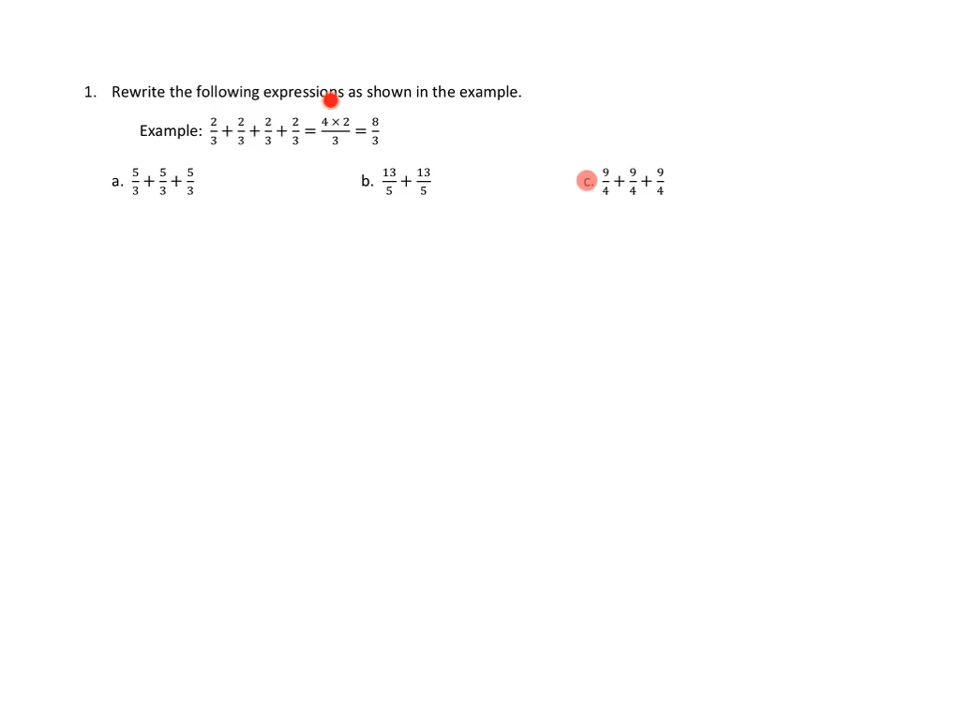 1. Rewrite the following expressions as shown in the example.
Example: 2/3 + 2/3 + 2/3 + 2/3 = 4 x 2/3 = 8/3
a. 5/3 + 5/3 + 5/3 b. 13/5 + 13/5 c. 9/4 + 9/4 + 9/4